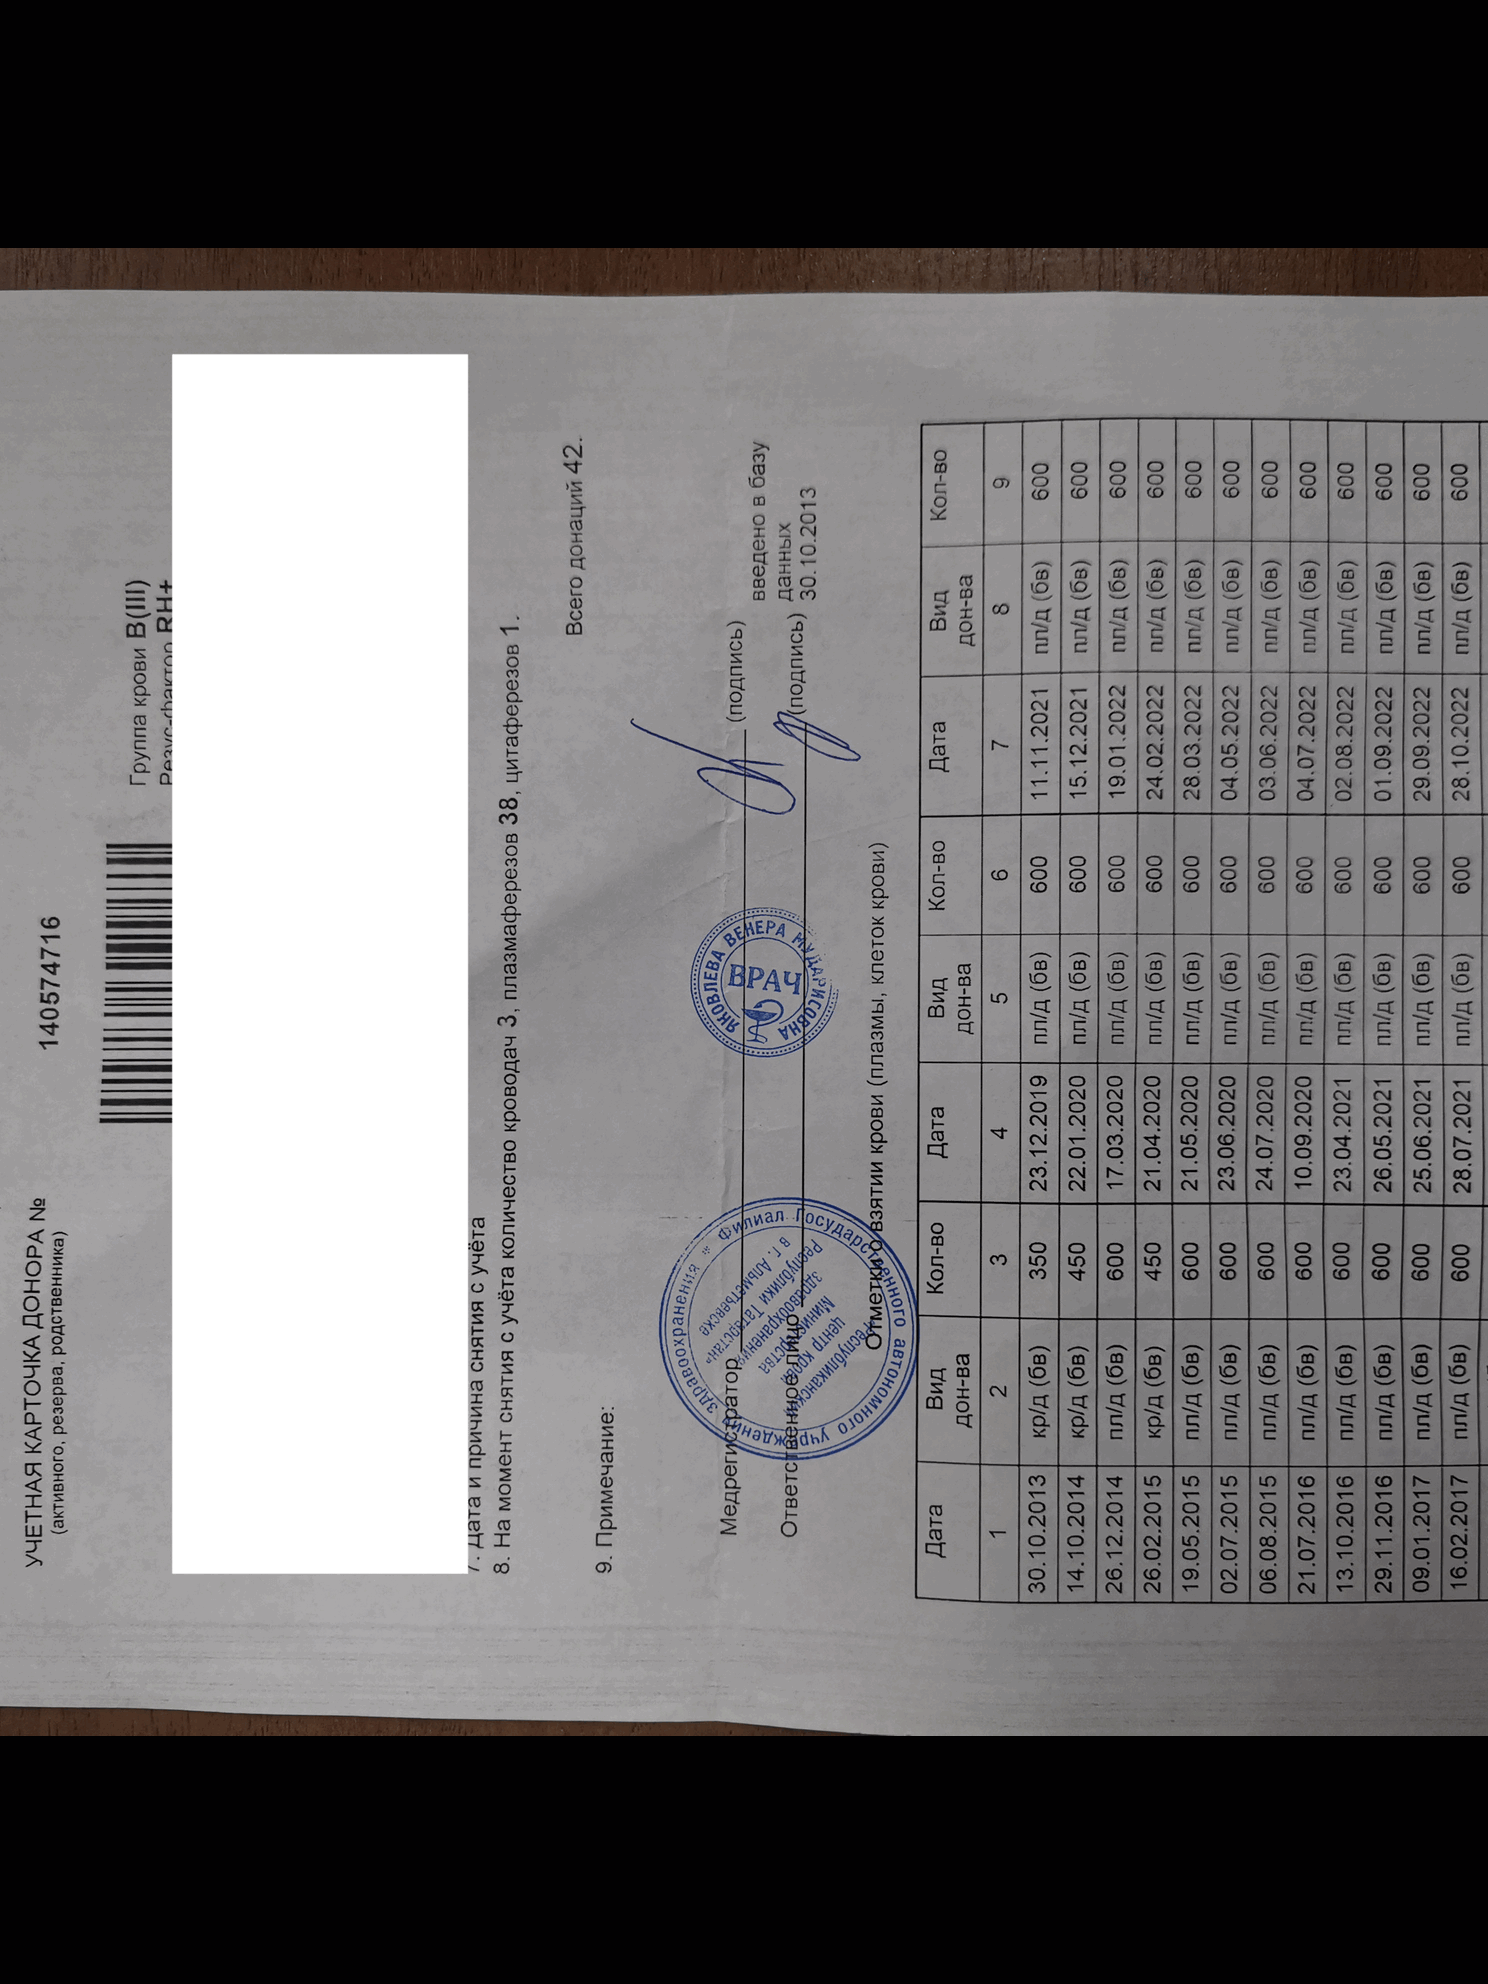 УЧЕТНАЯ КАРТОЧКА ДОНОРА № 140574716
(активного, резерва, родственника)
Группа крови B(III)
Резус-фактор RH+
7. Дата и причина снятия с учёта
8. На момент снятия с учёта количество кроводач 3, плазмаферезов 38, цитаферезов 1.
Всего донаций 42.
9. Примечание:
Медрегистратор (подпись)
введено в базу
данных
30.10.2013
Ответственное лицо (подпись)
Филиал Государственного автономного учреждения здравоохранения
"Республиканский
центр крови
Министерства
здравоохранения
Республики Татарстан"
в г. Альметьевске
ЯКОВЛЕВА ВЕНЕРА МУДАРИСОВНА
ВРАЧ
Отметки о взятии крови (плазмы, клеток крови)
Дата Вид дон-ва Кол-во Дата Вид дон-ва Кол-во Дата Вид дон-ва Кол-во
1 2 3 4 5 6 7 8 9
30.10.2013 кр/д (бв) 350 23.12.2019 пл/д (бв) 600 11.11.2021 пл/д (бв) 600
14.10.2014 кр/д (бв) 450 22.01.2020 пл/д (бв) 600 15.12.2021 пл/д (бв) 600
26.12.2014 пл/д (бв) 600 17.03.2020 пл/д (бв) 600 19.01.2022 пл/д (бв) 600
26.02.2015 кр/д (бв) 450 21.04.2020 пл/д (бв) 600 24.02.2022 пл/д (бв) 600
19.05.2015 пл/д (бв) 600 21.05.2020 пл/д (бв) 600 28.03.2022 пл/д (бв) 600
02.07.2015 пл/д (бв) 600 23.06.2020 пл/д (бв) 600 04.05.2022 пл/д (бв) 600
06.08.2015 пл/д (бв) 600 24.07.2020 пл/д (бв) 600 03.06.2022 пл/д (бв) 600
21.07.2016 пл/д (бв) 600 10.09.2020 пл/д (бв) 600 04.07.2022 пл/д (бв) 600
13.10.2016 пл/д (бв) 600 23.04.2021 пл/д (бв) 600 02.08.2022 пл/д (бв) 600
29.11.2016 пл/д (бв) 600 26.05.2021 пл/д (бв) 600 01.09.2022 пл/д (бв) 600
09.01.2017 пл/д (бв) 600 25.06.2021 пл/д (бв) 600 29.09.2022 пл/д (бв) 600
16.02.2017 пл/д (бв) 600 28.07.2021 пл/д (бв) 600 28.10.2022 пл/д (бв) 600